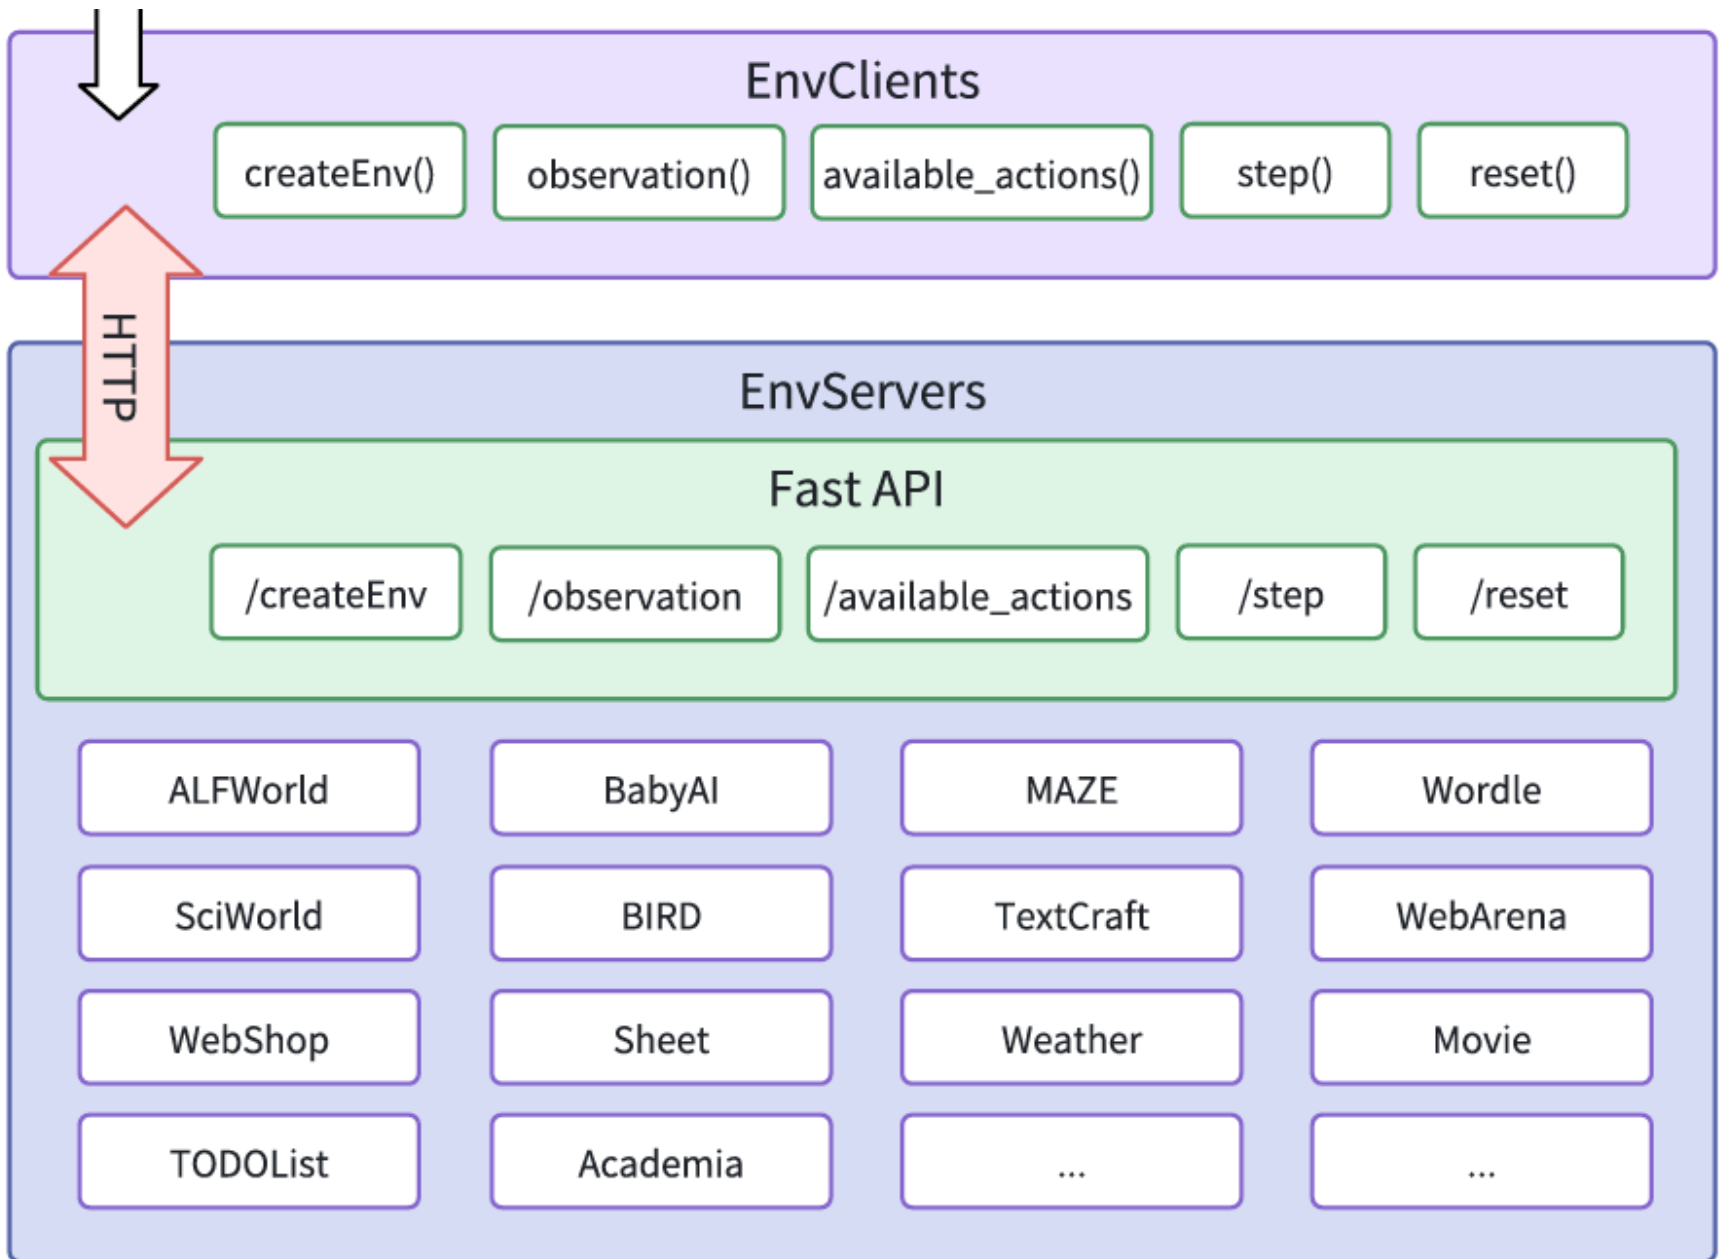 EnvClients
createEnv() observation() available_actions() step() reset()
HTTP
EnvServers
Fast API
/createEnv /observation /available_actions /step /reset
ALFWorld BabyAI MAZE Wordle
SciWorld BIRD TextCraft WebArena
WebShop Sheet Weather Movie
TODOList Academia ... ...